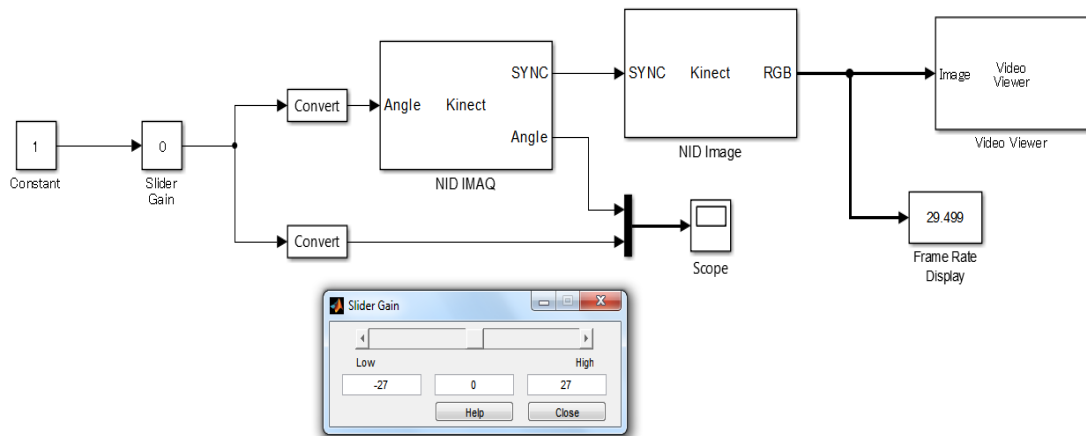 SYNC
Angle Kinect
Angle
NID IMAQ
SYNC Kinect RGB
NID Image
Image
Video
Viewer
Video Viewer
Convert
1
Constant
0
Slider
Gain
Convert
Scope
29.499
Frame Rate
Display
Slider Gain
Low
High
-27
0
27
Help
Close